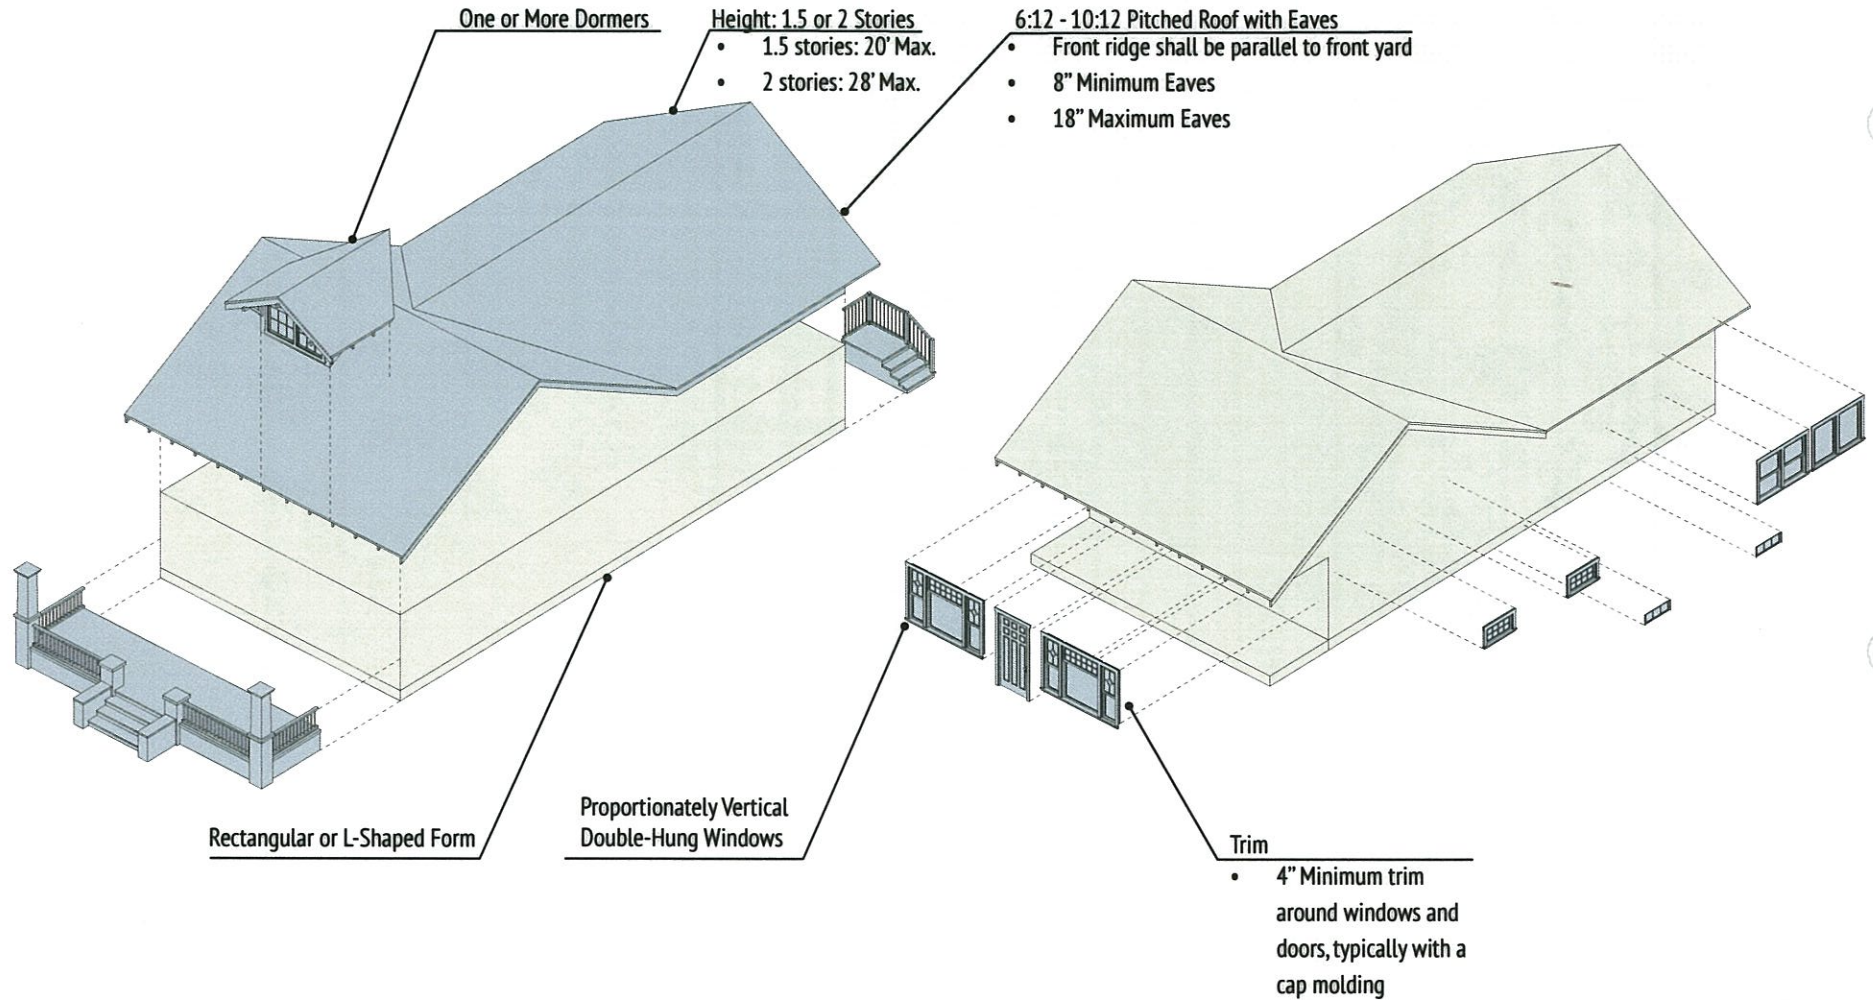 One or More Dormers
Height: 1.5 or 2 Stories
• 1.5 stories: 20' Max.
• 2 stories: 28' Max.
6:12 - 10:12 Pitched Roof with Eaves
• Front ridge shall be parallel to front yard
• 8” Minimum Eaves
• 18” Maximum Eaves
Rectangular or L-Shaped Form
Proportionately Vertical
Double-Hung Windows
Trim
• 4” Minimum trim
around windows and
doors, typically with a
cap molding